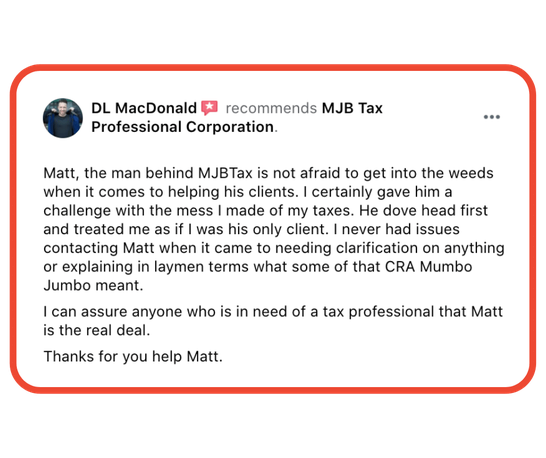 DL MacDonald recommends MJB Tax
Professional Corporation.
Matt, the man behind MJBTax is not afraid to get into the weeds
when it comes to helping his clients. I certainly gave him a
challenge with the mess I made of my taxes. He dove head first
and treated me as if I was his only client. I never had issues
contacting Matt when it came to needing clarification on anything
or explaining in laymen terms what some of that CRA Mumbo
Jumbo meant.
I can assure anyone who is in need of a tax professional that Matt
is the real deal.
Thanks for you help Matt.